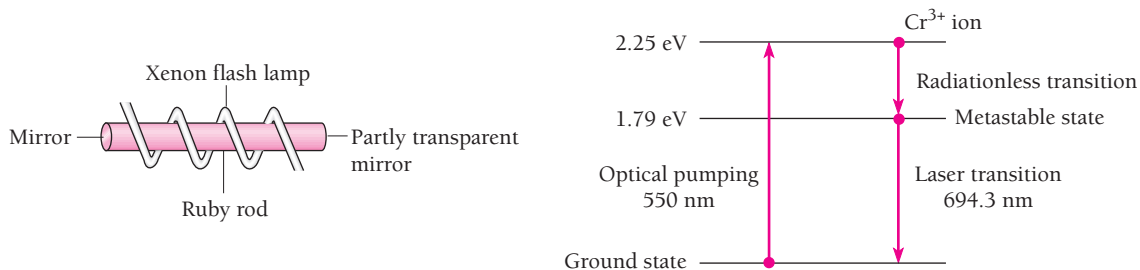 Xenon flash lamp
Mirror
Partly transparent
mirror
Ruby rod
Cr³⁺ ion
2.25 eV
Radiationless transition
1.79 eV
Metastable state
Optical pumping
550 nm
Laser transition
694.3 nm
Ground state